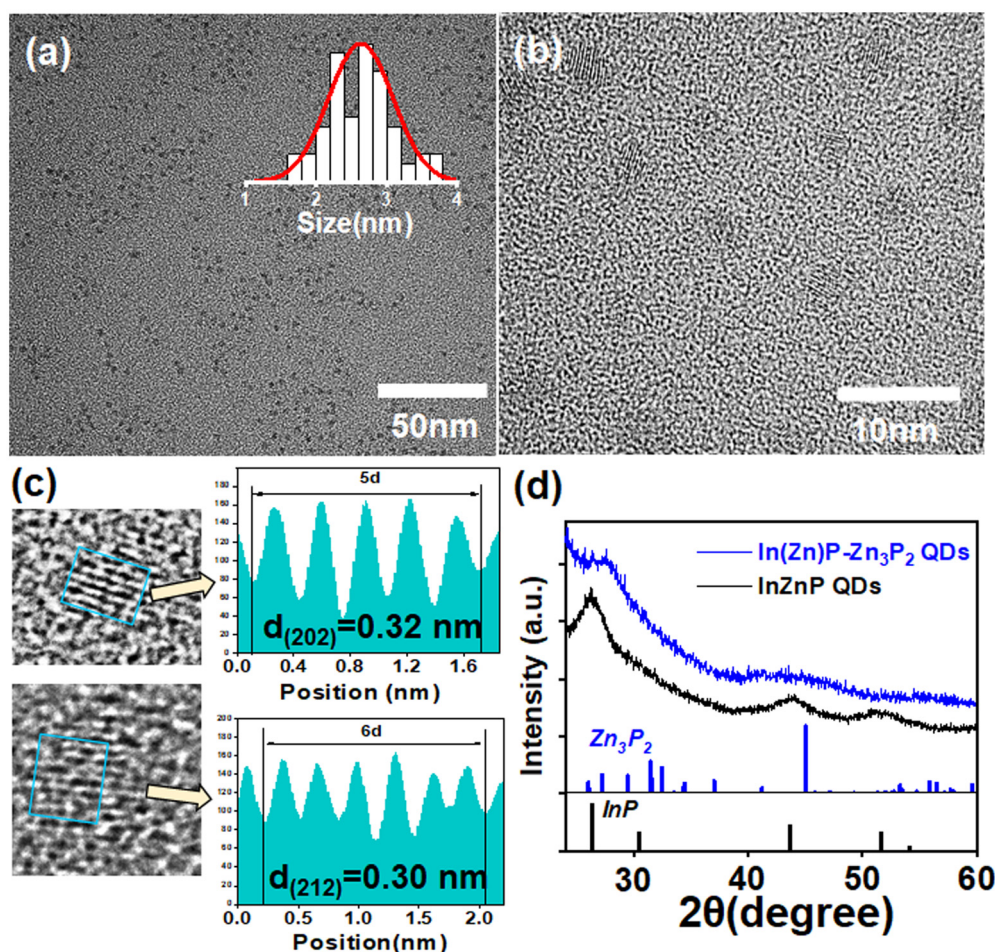 (a)
1 2 3 4
Size(nm)
50nm
(b)
10nm
(c)
5d
180
160
140
120
100
80
60
40
20
0
d(202)=0.32 nm
0.0 0.4 0.8 1.2 1.6
Position (nm)
6d
200
180
160
140
120
100
80
60
40
20
0
d(212)=0.30 nm
0.0 0.5 1.0 1.5 2.0
Position(nm)
(d)
In(Zn)P-Zn₃P₂ QDs
InZnP QDs
Intensity (a.u.)
Zn₃P₂
InP
30 40 50 60
2θ(degree)